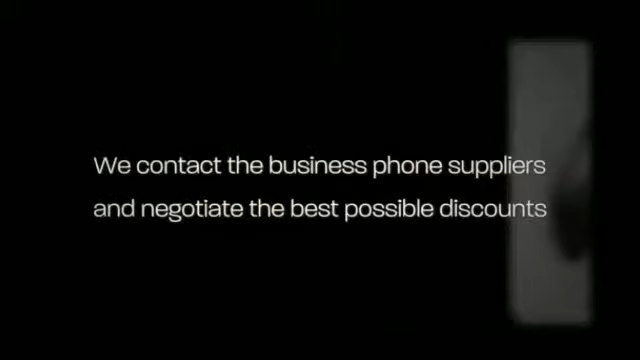 We contact the business phone suppliers
and negotiate the best possible discounts